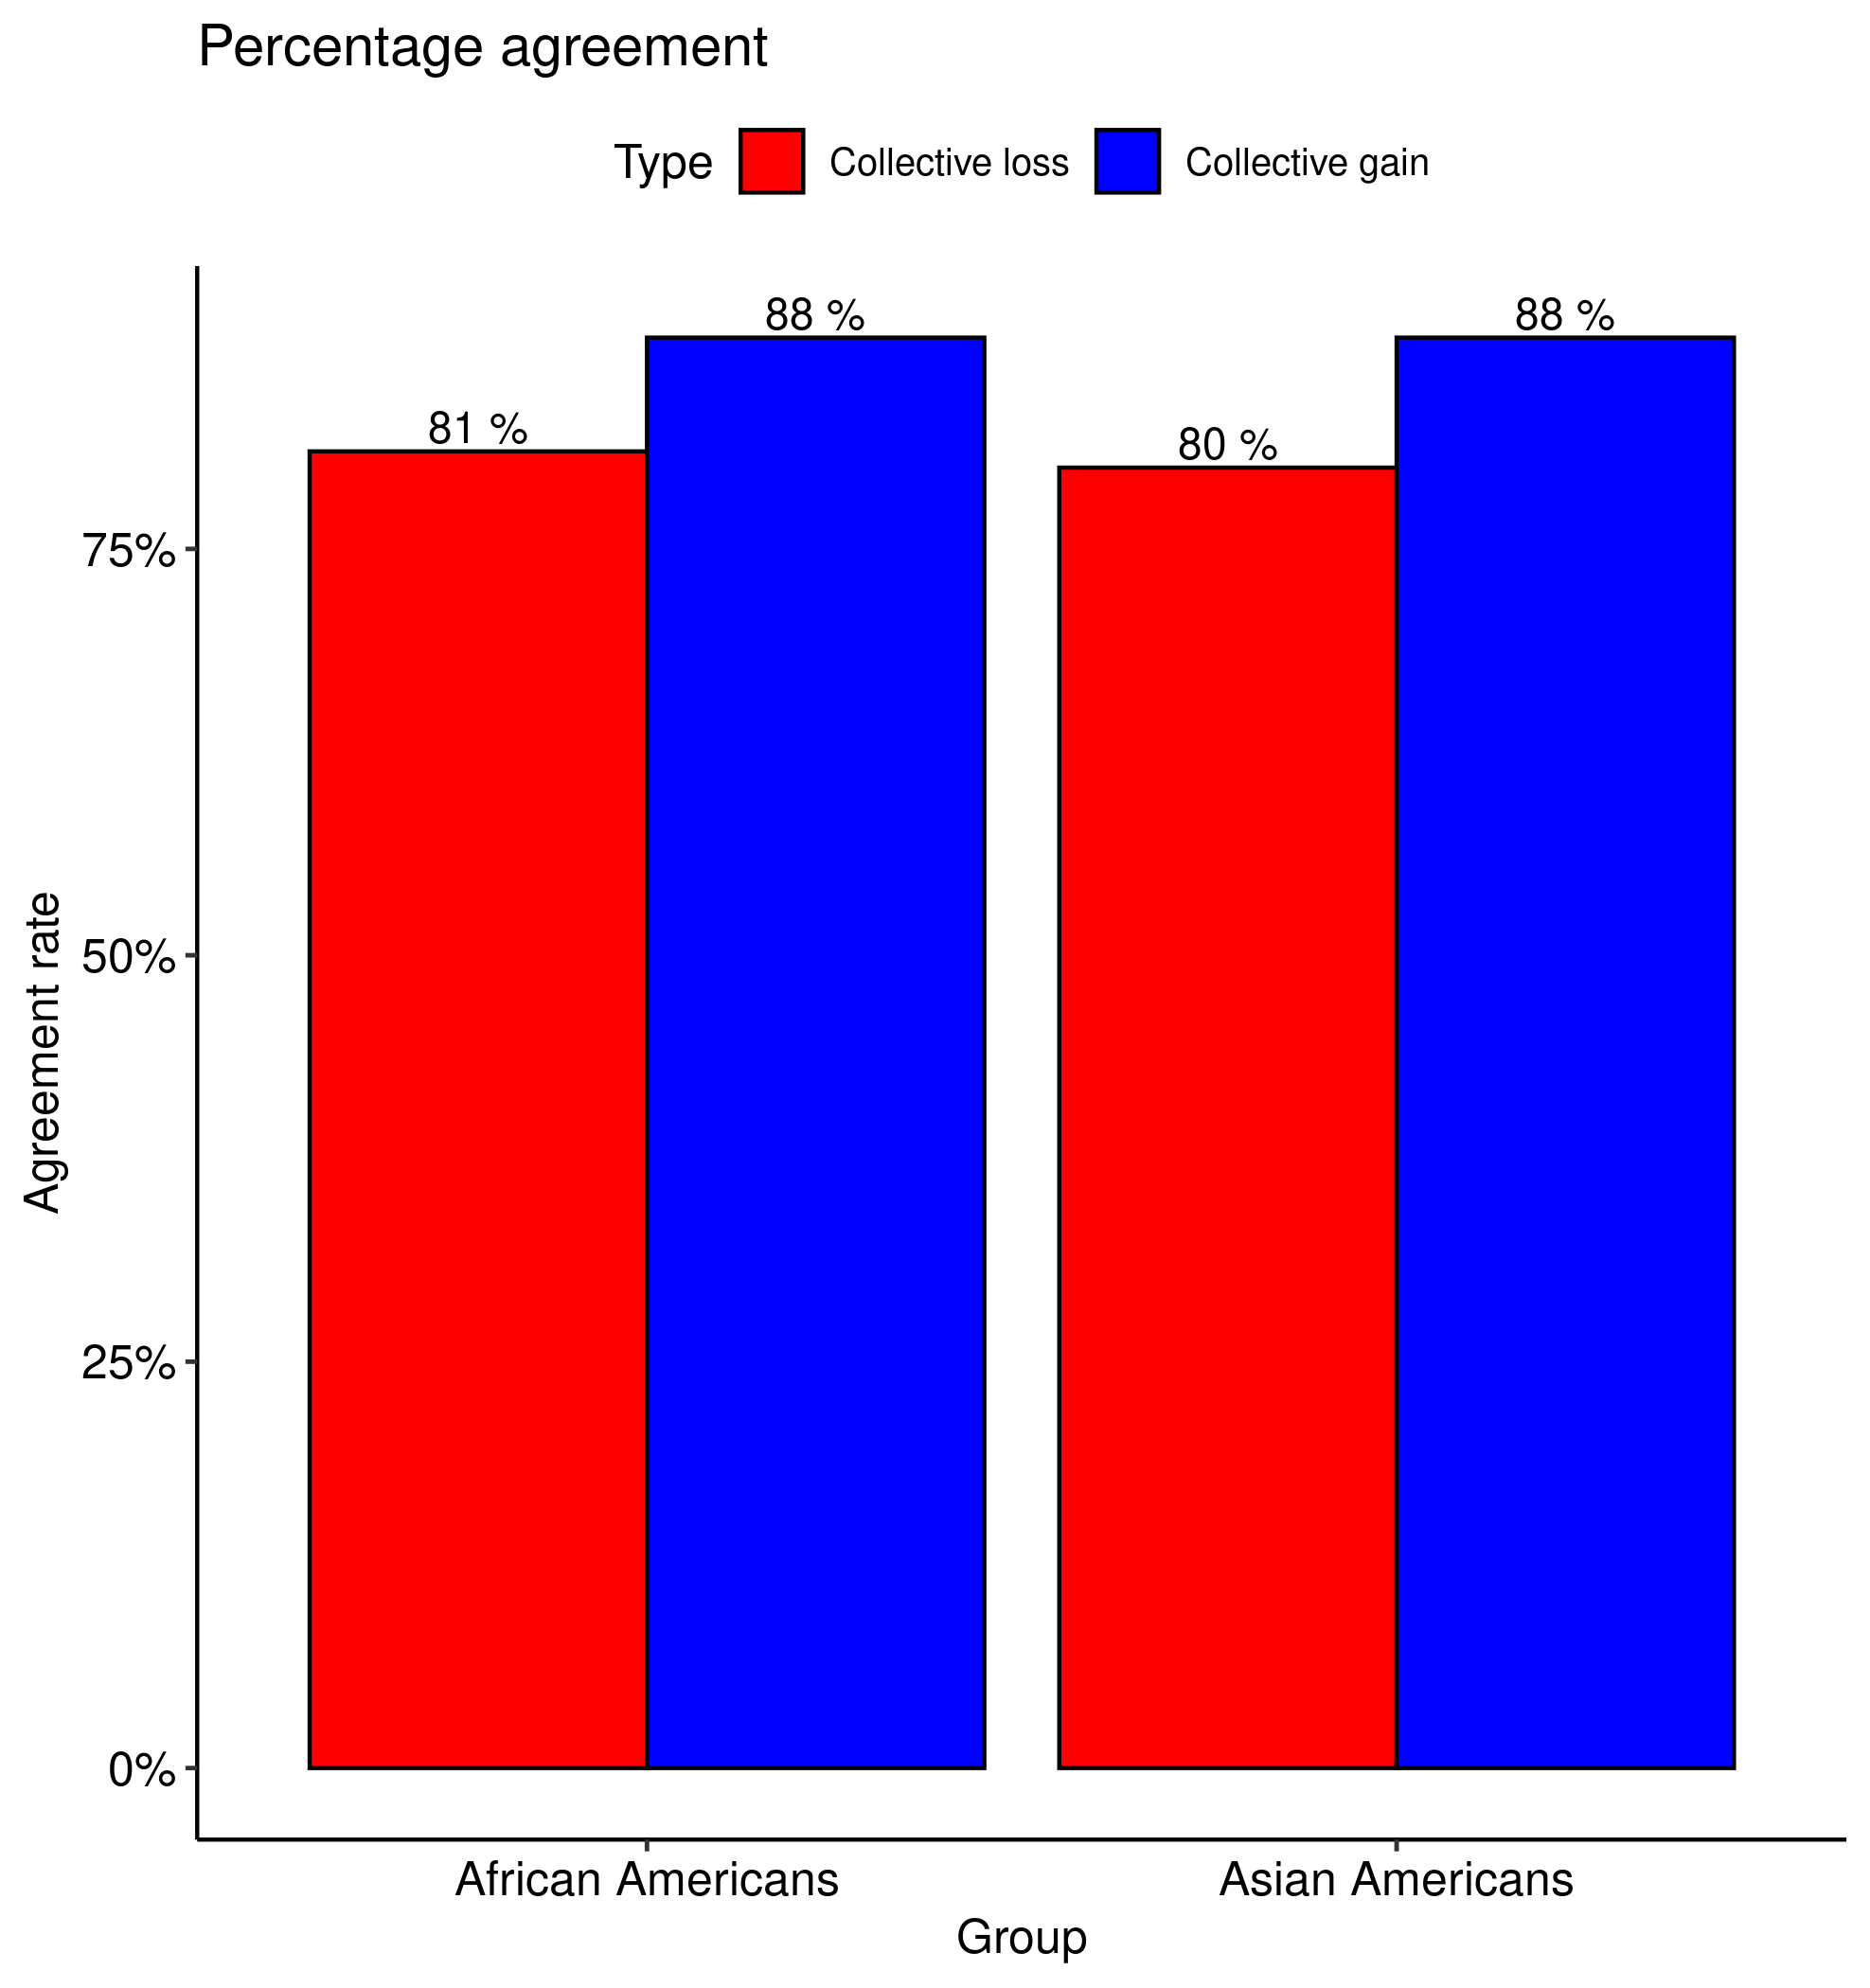 Percentage agreement
Type Collective loss Collective gain
88 % 88 %
81 % 80 %
75%
50%
25%
0%
Agreement rate
African Americans Asian Americans
Group